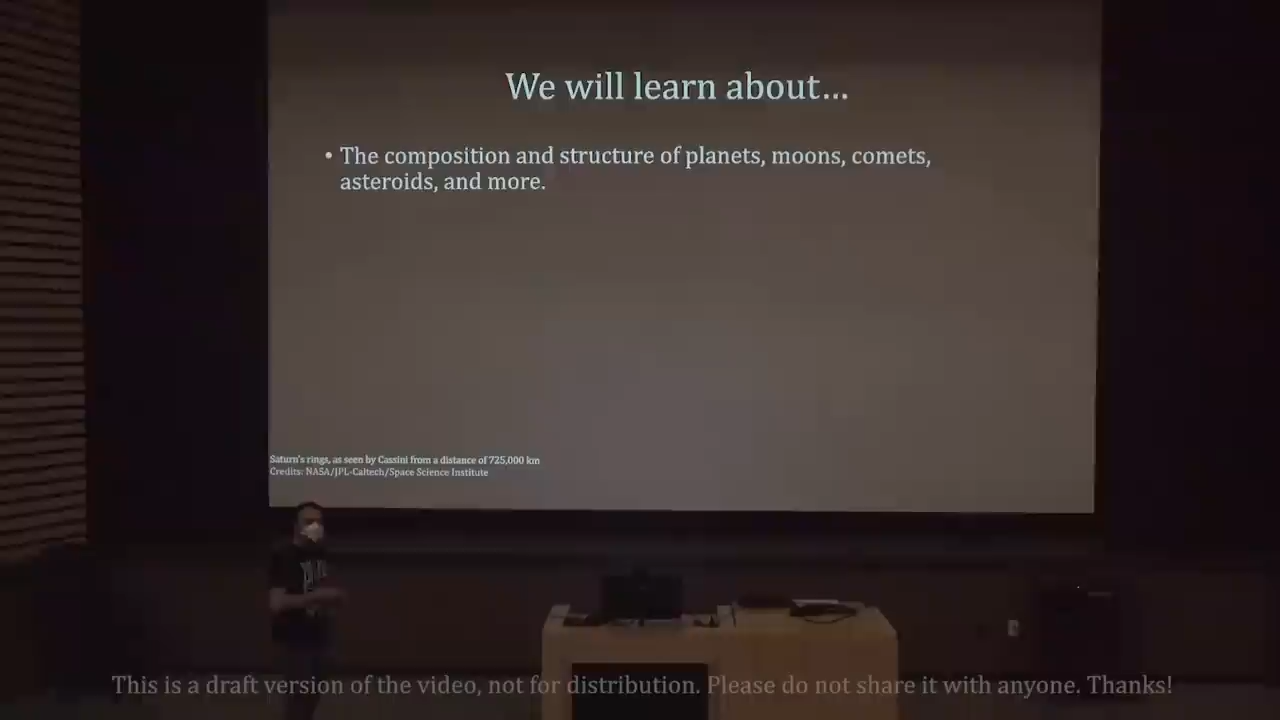 We will learn about...
• The composition and structure of planets, moons, comets,
asteroids, and more.
Saturn's rings, as seen by Cassini from a distance of 725,000 km
Credits: NASA/JPL-Caltech/Space Science Institute
This is a draft version of the video, not for distribution. Please do not share it with anyone. Thanks!